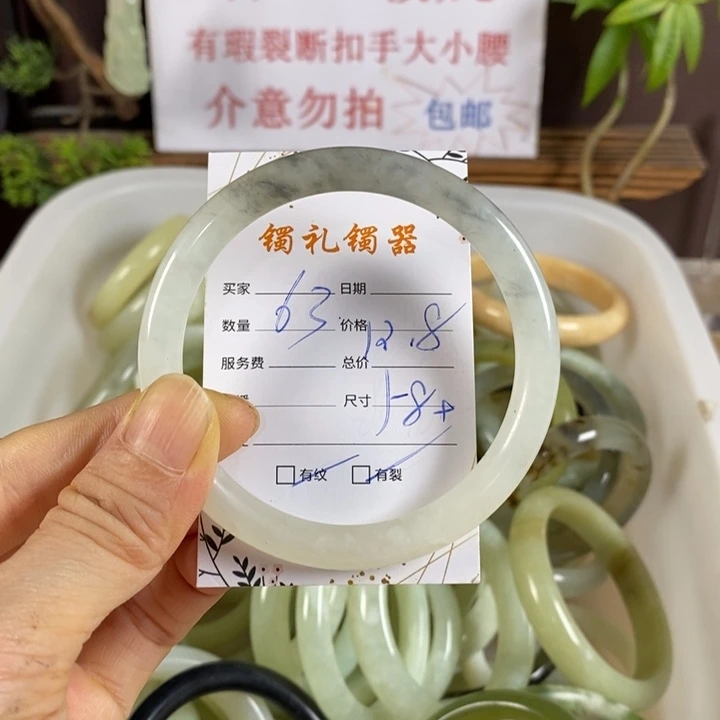 有瑕裂断扣手大小腰
介意勿拍 包邮
镯礼镯器
买家 日期
数量 63 价格 12.8
服务费 总价
尺寸 1-8+
有纹 有裂